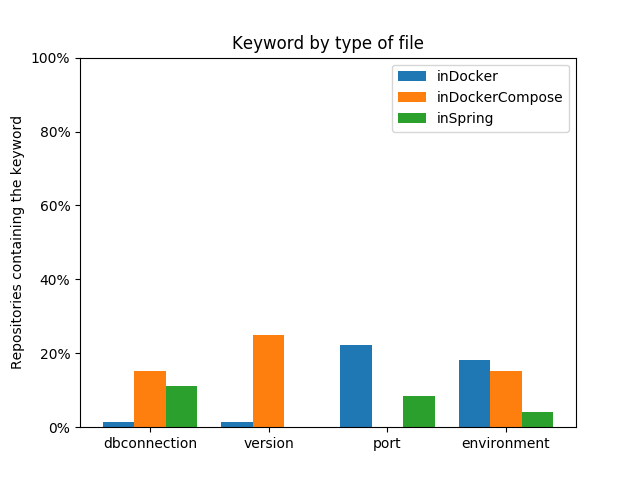 Keyword by type of file
Repositories containing the keyword
100%
80%
60%
40%
20%
0%
inDocker
inDockerCompose
inSpring
dbconnection
version
port
environment